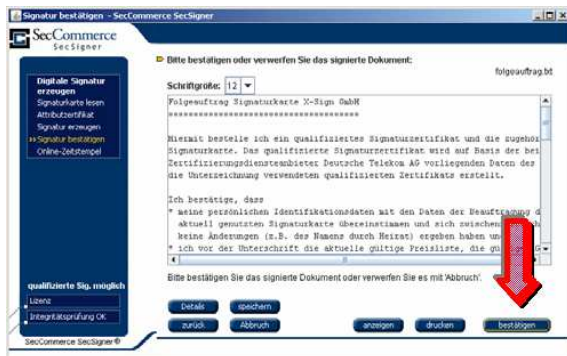 Signatur bestätigen - SecCommerce SecSigner
SecCommerce
SecSigner
Digitale Signatur
erzeugen
Signaturkarte lesen
Attributzertifikat
Signatur erzeugen
Signatur bestätigen
Online-Zeitstempel
qualifizierte Sig. möglich
Lizenz
Integritätsprüfung OK
SecCommerce SecSigner ©
Bitte bestätigen oder verwerfen Sie das signierte Dokument:
folgeauftrag.txt
Schriftgröße: 12
Folgeauftrag Signaturkarte X-Sign GmbH
Hiermit bestelle ich ein qualifiziertes Signaturzertifikat und die zugehör
Signaturkarte. Das qualifizierte Signaturzertifikat wird auf Basis der bei
Zertifizierungsdiensteanbieter Deutsche Telekom AG vorliegenden Daten des
die Unterzeichnung verwendeten qualifizierten Zertifikats erstellt.
Ich bestätige, dass
* meine persönlichen Identifikationsdaten mit den Daten der Beauftragung d
aktuell genutzten Signaturkarte übereinstimmen und sich zwischen ch
keine Änderungen (z.B. des Namens durch Heirat) ergeben haben un
* ich vor der Unterschrift die aktuelle gültige Preisliste, die gü G
Bitte bestätigen Sie das signierte Dokument oder verwerfen Sie es mit 'Abbruch'.
Details speichern
zurück Abbruch anzeigen drucken bestätigen